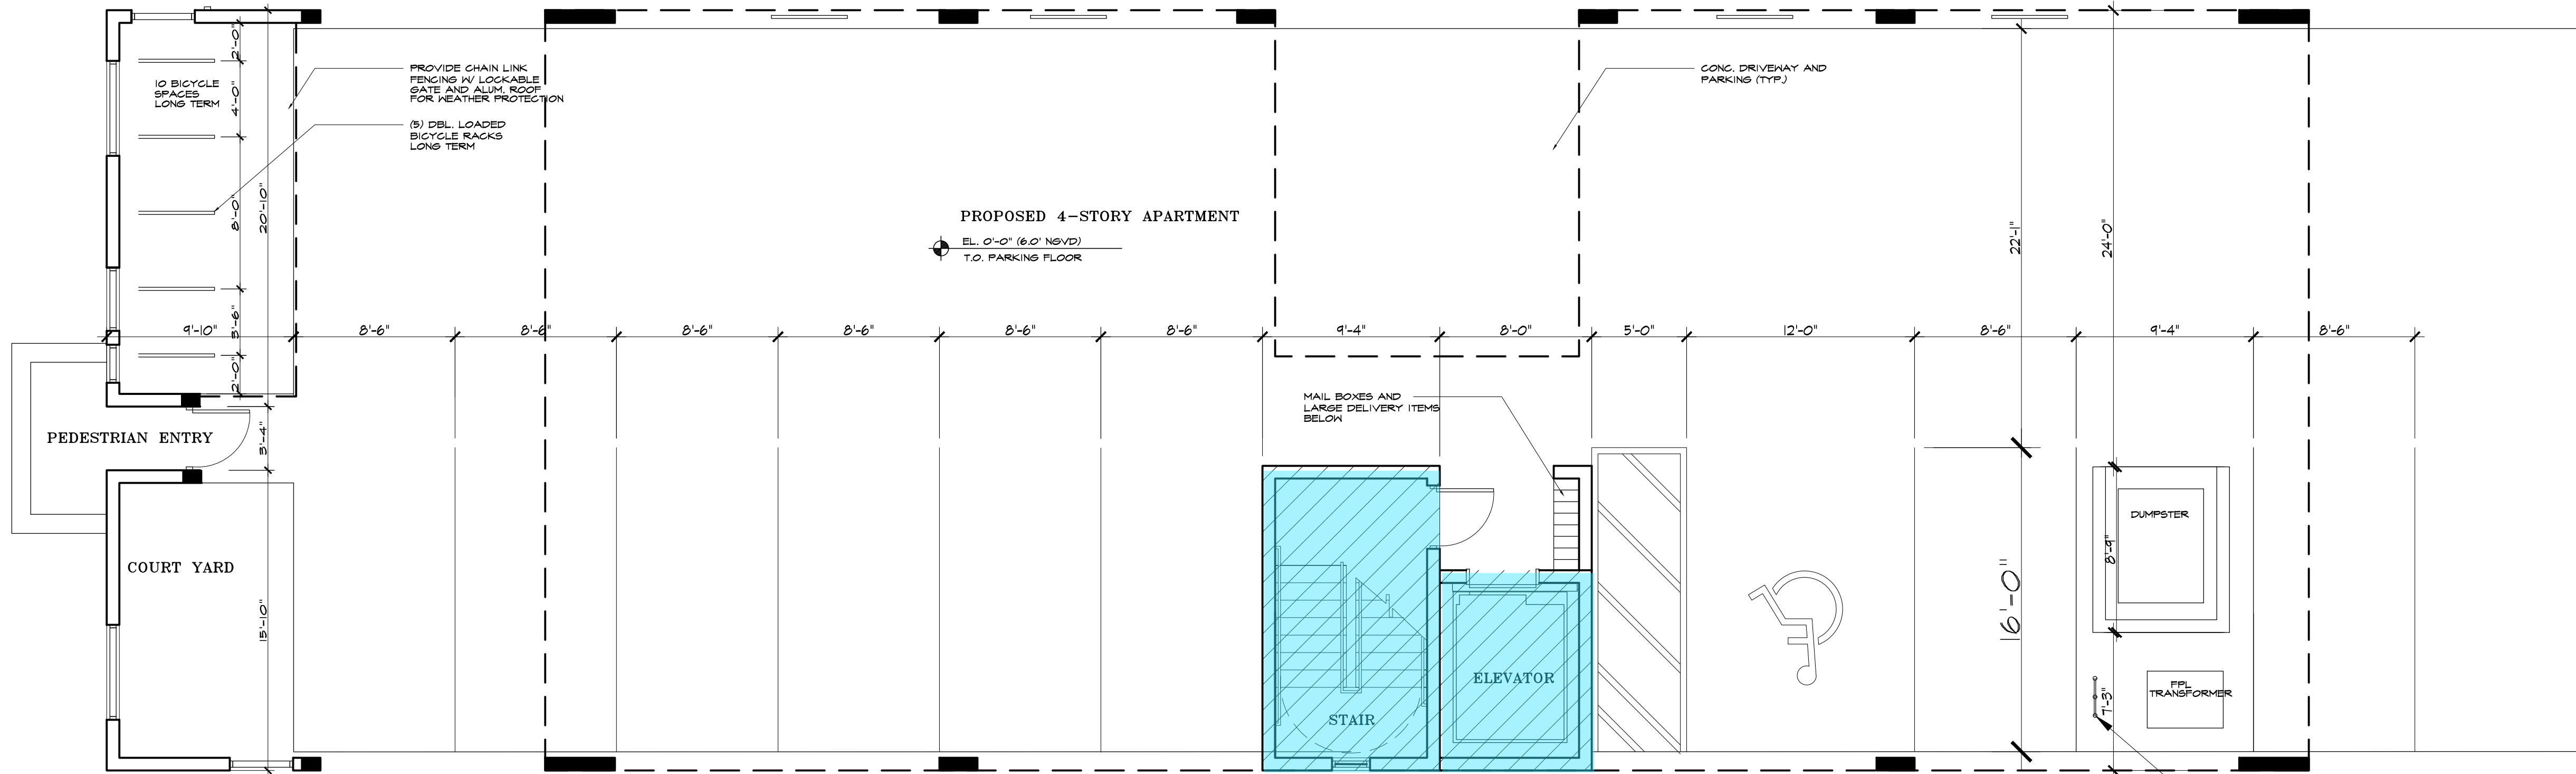 10 BICYCLE
SPACES
LONG TERM
2'-0"
4'-0"
8'-0"
20'-10"
3'-6"
2'-0"
PROVIDE CHAIN LINK
FENCING W/ LOCKABLE
GATE AND ALUM. ROOF
FOR WEATHER PROTECTION
(5) DBL. LOADED
BICYCLE RACKS
LONG TERM
CONC. DRIVEWAY AND
PARKING (TYP.)
PROPOSED 4-STORY APARTMENT
EL. 0'-0" (6.0' NGVD)
T.O. PARKING FLOOR
22'-1"
24'-0"
9'-10"
8'-6"
8'-6"
8'-6"
8'-6"
8'-6"
8'-6"
9'-4"
8'-0"
5'-0"
12'-0"
8'-6"
9'-4"
8'-6"
MAIL BOXES AND
LARGE DELIVERY ITEMS
BELOW
PEDESTRIAN ENTRY
3'-4"
COURT YARD
15'-10"
STAIR
ELEVATOR
16'-0"
DUMPSTER
8'-9"
7'-3"
FPL
TRANSFORMER